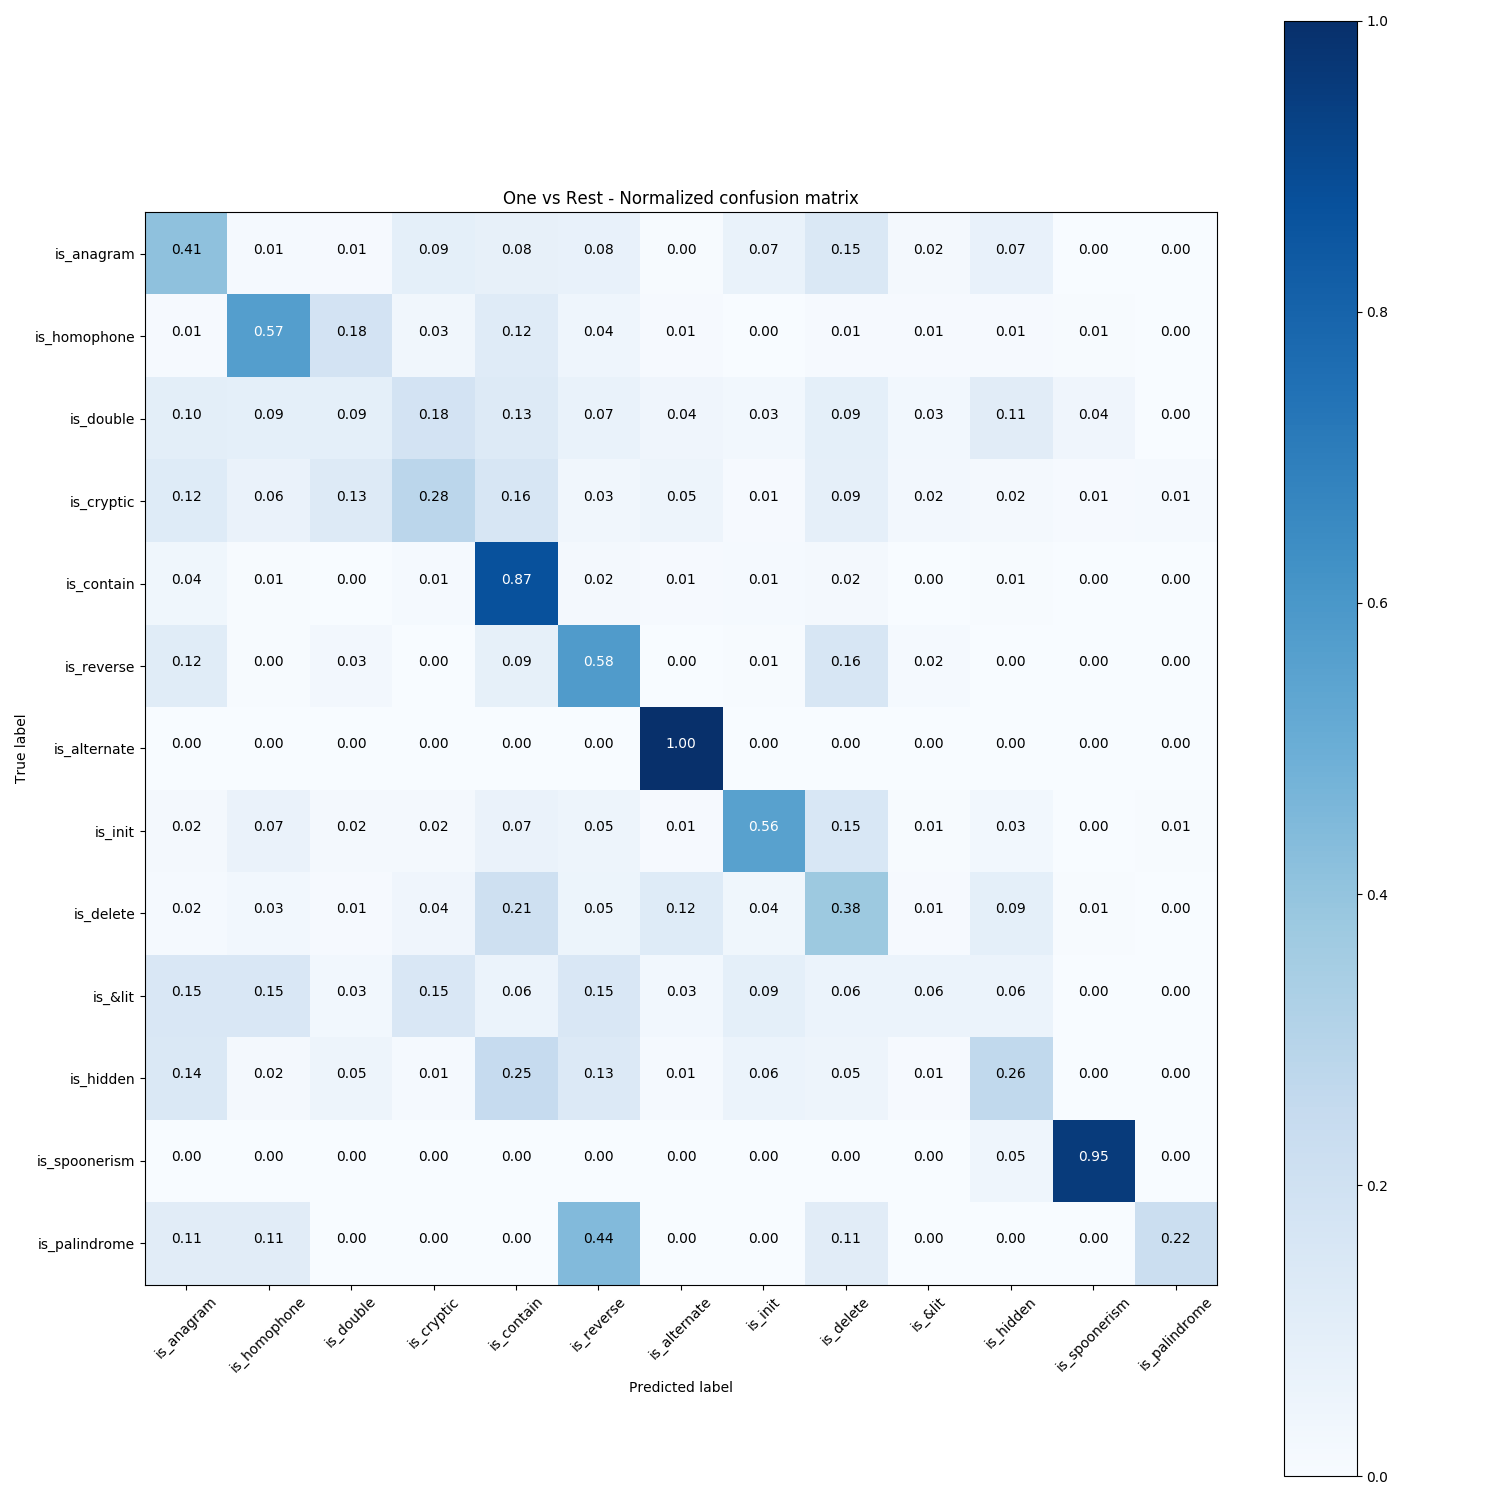 One vs Rest - Normalized confusion matrix
is_anagram 0.41 0.01 0.01 0.09 0.08 0.08 0.00 0.07 0.15 0.02 0.07 0.00 0.00
is_homophone 0.01 0.57 0.18 0.03 0.12 0.04 0.01 0.00 0.01 0.01 0.01 0.01 0.00
is_double 0.10 0.09 0.09 0.18 0.13 0.07 0.04 0.03 0.09 0.03 0.11 0.04 0.00
is_cryptic 0.12 0.06 0.13 0.28 0.16 0.03 0.05 0.01 0.09 0.02 0.02 0.01 0.01
is_contain 0.04 0.01 0.00 0.01 0.87 0.02 0.01 0.01 0.02 0.00 0.01 0.00 0.00
is_reverse 0.12 0.00 0.03 0.00 0.09 0.58 0.00 0.01 0.16 0.02 0.00 0.00 0.00
is_alternate 0.00 0.00 0.00 0.00 0.00 0.00 1.00 0.00 0.00 0.00 0.00 0.00 0.00
is_init 0.02 0.07 0.02 0.02 0.07 0.05 0.01 0.56 0.15 0.01 0.03 0.00 0.01
is_delete 0.02 0.03 0.01 0.04 0.21 0.05 0.12 0.04 0.38 0.01 0.09 0.01 0.00
is_&lit 0.15 0.15 0.03 0.15 0.06 0.15 0.03 0.09 0.06 0.06 0.06 0.00 0.00
is_hidden 0.14 0.02 0.05 0.01 0.25 0.13 0.01 0.06 0.05 0.01 0.26 0.00 0.00
is_spoonerism 0.00 0.00 0.00 0.00 0.00 0.00 0.00 0.00 0.00 0.00 0.05 0.95 0.00
is_palindrome 0.11 0.11 0.00 0.00 0.00 0.44 0.00 0.00 0.11 0.00 0.00 0.00 0.22
True label
is_anagram is_homophone is_double is_cryptic is_contain is_reverse is_alternate is_init is_delete is_&lit is_hidden is_spoonerism is_palindrome
Predicted label
1.0
0.8
0.6
0.4
0.2
0.0